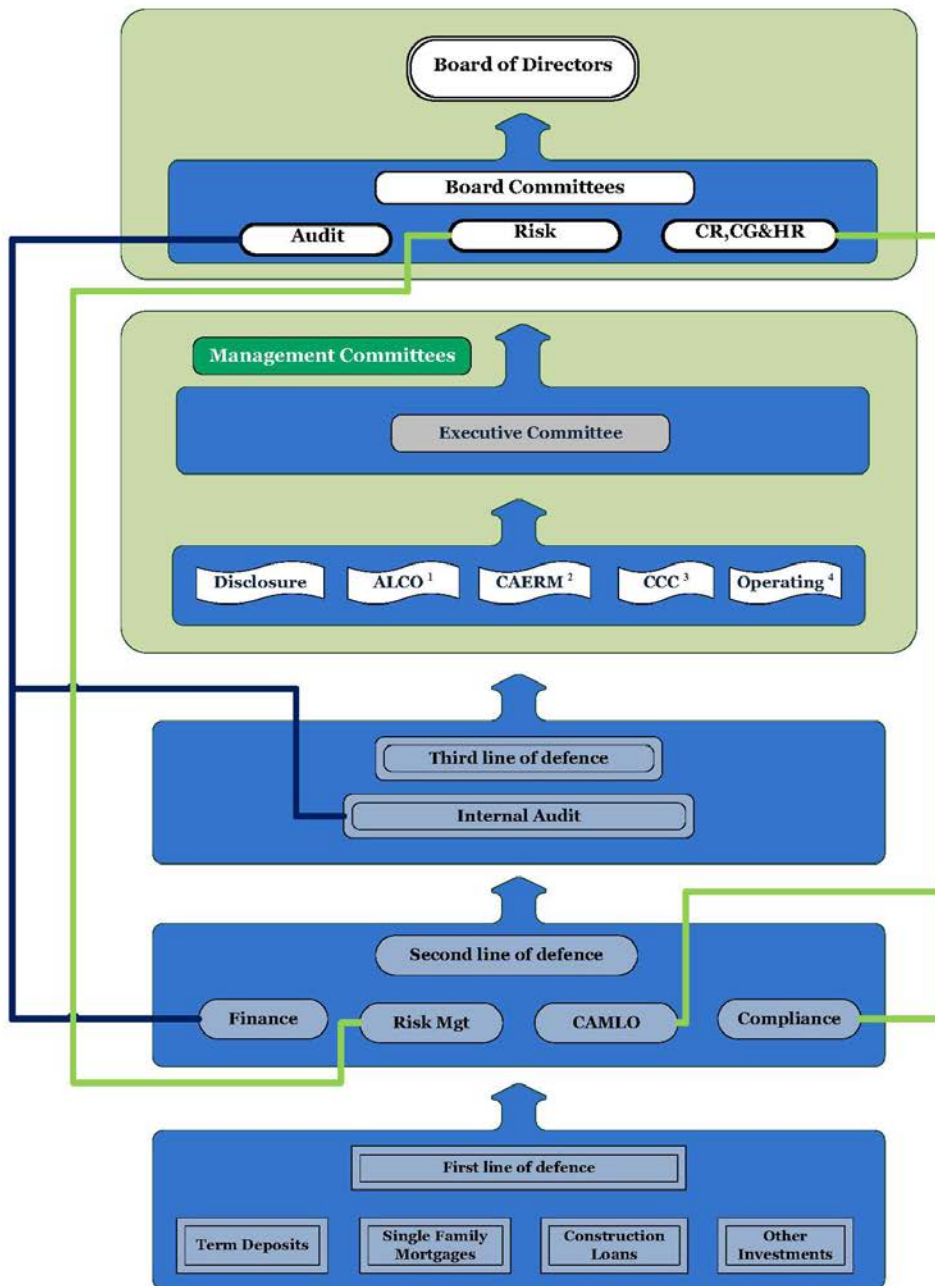 Board of Directors
Board Committees
Audit
Risk
CR,CG&HR
Management Committees
Executive Committee
Disclosure
ALCO 1
CAERM 2
CCC 3
Operating 4
Third line of defence
Internal Audit
Second line of defence
Finance
Risk Mgt
CAMLO
Compliance
First line of defence
Term Deposits
Single Family
Mortgages
Construction
Loans
Other
Investments